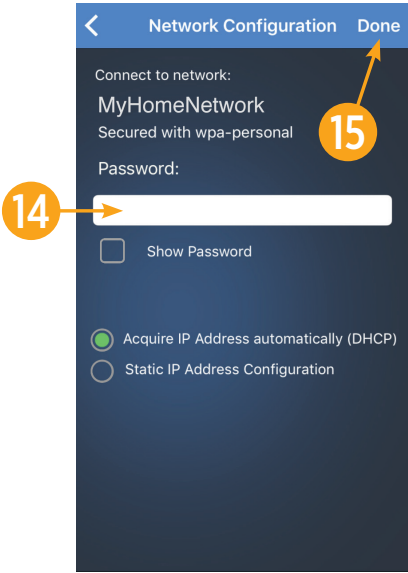 Network Configuration Done
Connect to network:
MyHomeNetwork
Secured with wpa-personal
15
Password:
14
Show Password
Acquire IP Address automatically (DHCP)
Static IP Address Configuration